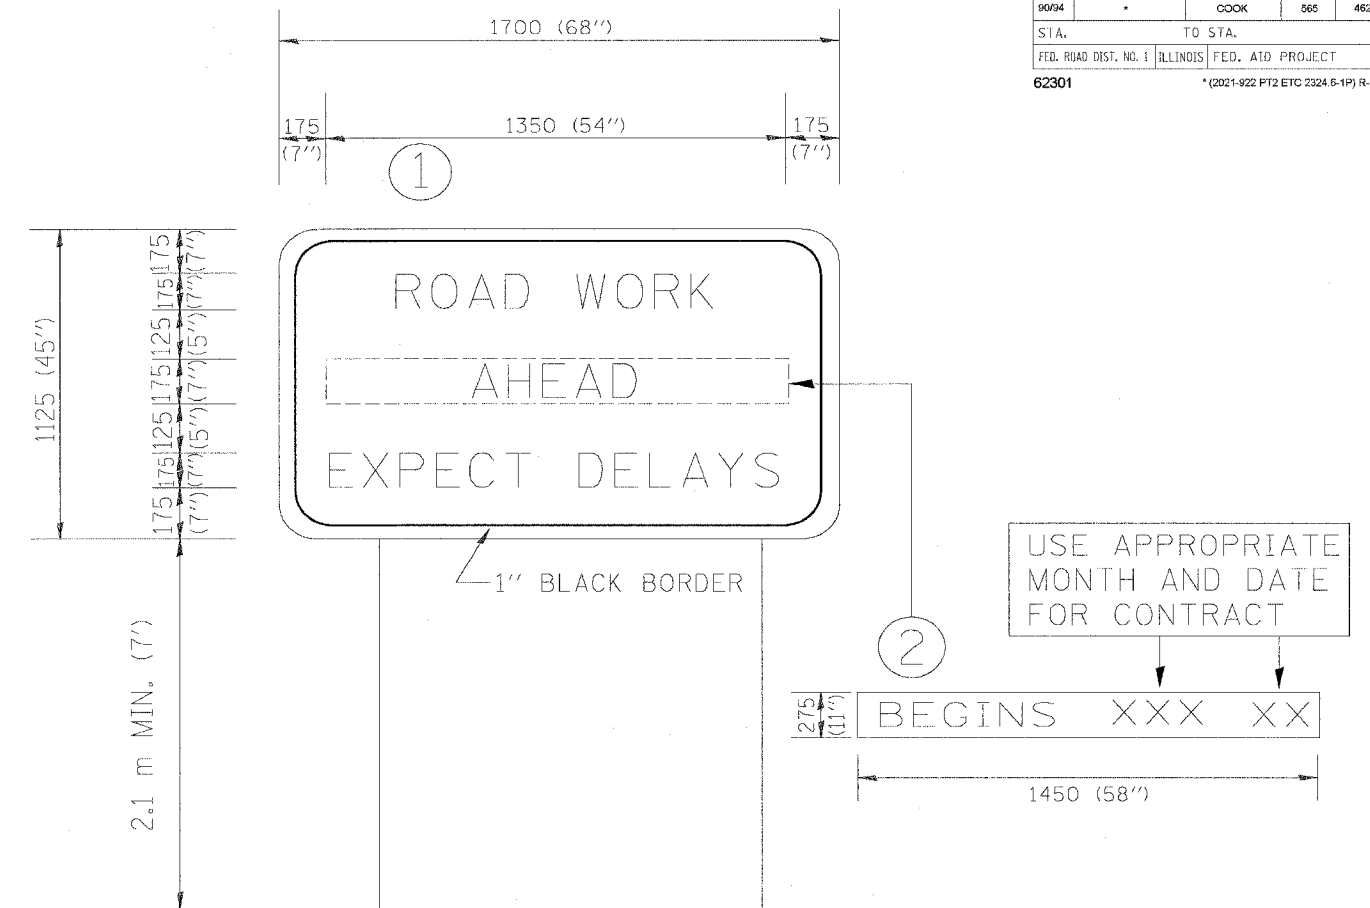 90/94 * COOK 565 462
STA. TO STA.
FED. ROAD DIST. NO. 1 ILLINOIS FED. AID PROJECT
62301 * (2021-922 PT2 ETC 2324.6-1P) R-
1700 (68")
175 (7")
1350 (54")
175 (7")
1
ROAD WORK
AHEAD
EXPECT DELAYS
1125 (45")
175 (7")
175 (7")
125 (5")
175 (7")
125 (5")
175 (7")
175 (7")
1" BLACK BORDER
2.1 m MIN. (7')
USE APPROPRIATE
MONTH AND DATE
FOR CONTRACT
2
275 (11")
BEGINS XXX XX
1450 (58")